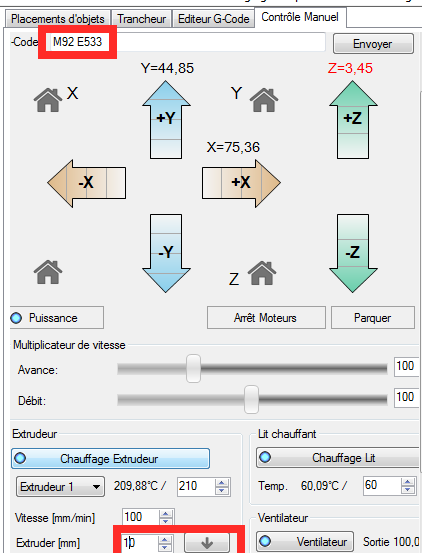 Placements d'objets Trancheur Editeur G-Code Contrôle Manuel
-Code: M92 E533 Envoyer
Y=44,85 Z=3,45
X Y
+Y +Z
X=75,36
-X +X
-Y -Z
Z
Puissance Arrêt Moteurs Parquer
Multiplicateur de vitesse
Avance: 100
Débit: 100
Extrudeur Lit chauffant
Chauffage Extrudeur Chauffage Lit
Extrudeur 1 209,88°C / 210 Temp. 60,09°C / 60
Vitesse [mm/min] 100 Ventilateur
Extruder [mm] 10 Ventilateur Sortie 100,0